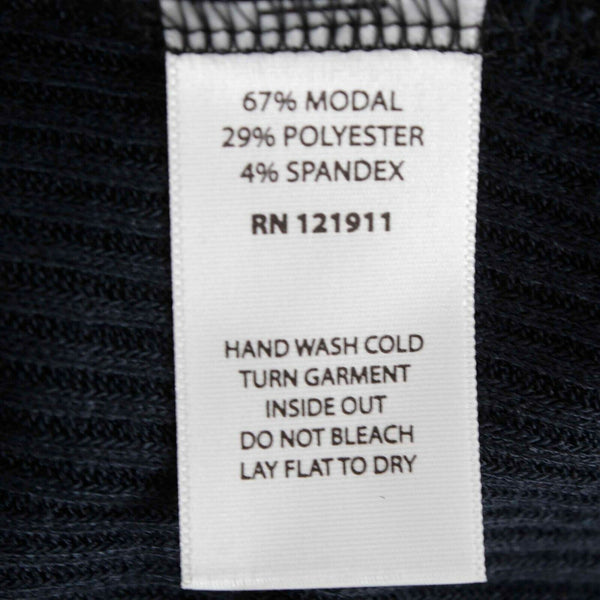 67% MODAL
29% POLYESTER
4% SPANDEX
RN 121911
HAND WASH COLD
TURN GARMENT
INSIDE OUT
DO NOT BLEACH
LAY FLAT TO DRY